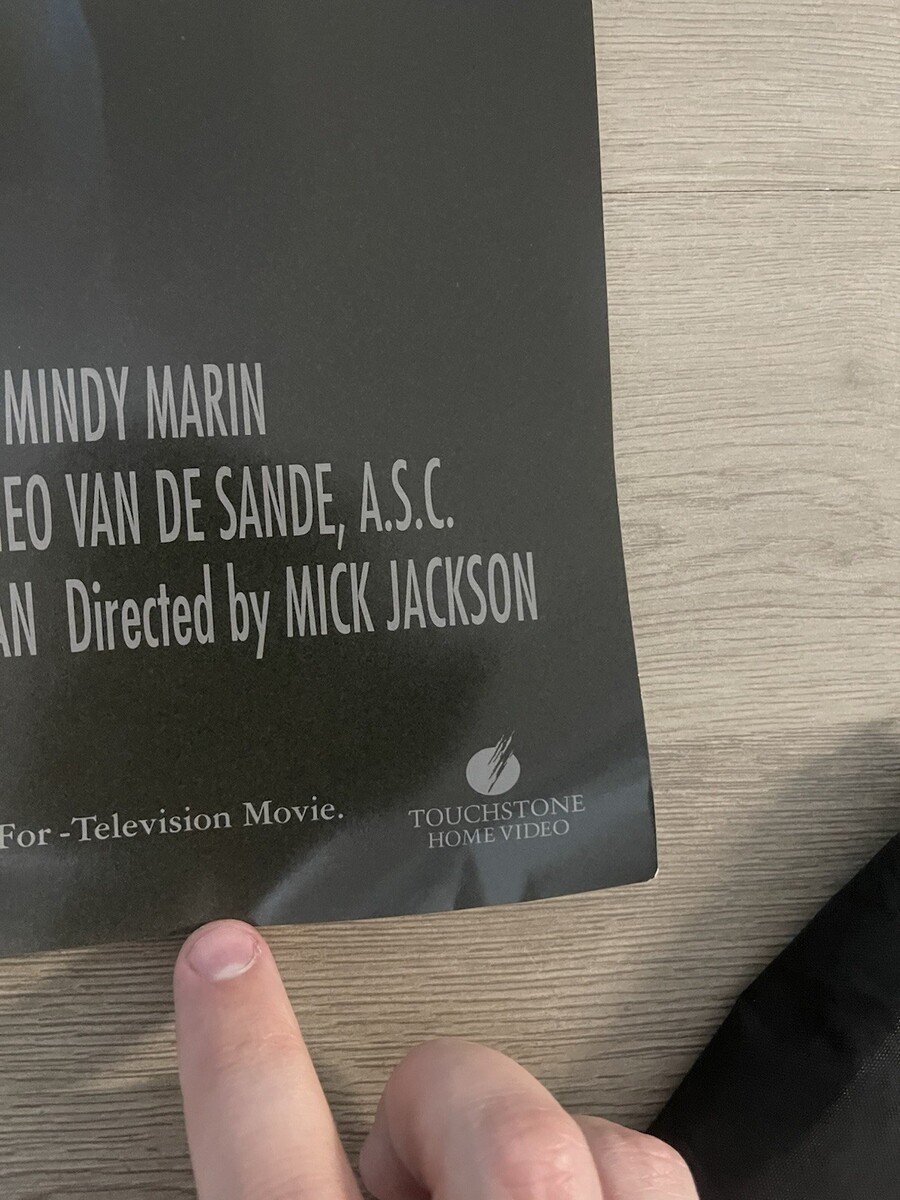 MINDY MARIN
EO VAN DE SANDE, A.S.C.
AN Directed by MICK JACKSON
For-Television Movie.
TOUCHSTONE
HOME VIDEO